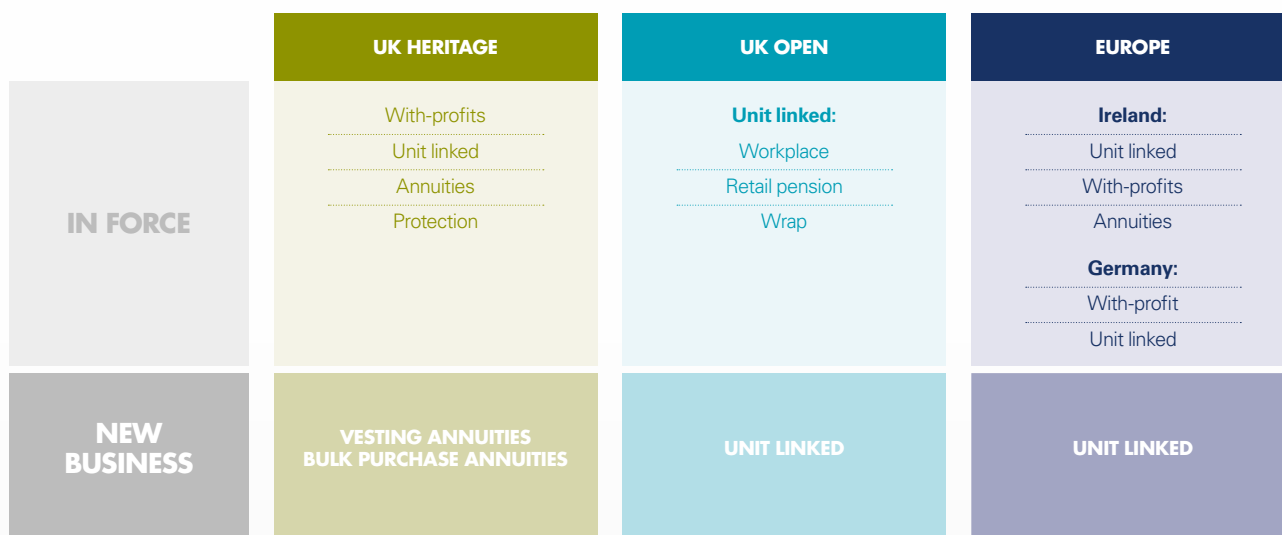 UK HERITAGE
UK OPEN
EUROPE
IN FORCE
With-profits
Unit linked
Annuities
Protection
Unit linked:
Workplace
Retail pension
Wrap
Ireland:
Unit linked
With-profits
Annuities
Germany:
With-profit
Unit linked
NEW
BUSINESS
VESTING ANNUITIES
BULK PURCHASE ANNUITIES
UNIT LINKED
UNIT LINKED